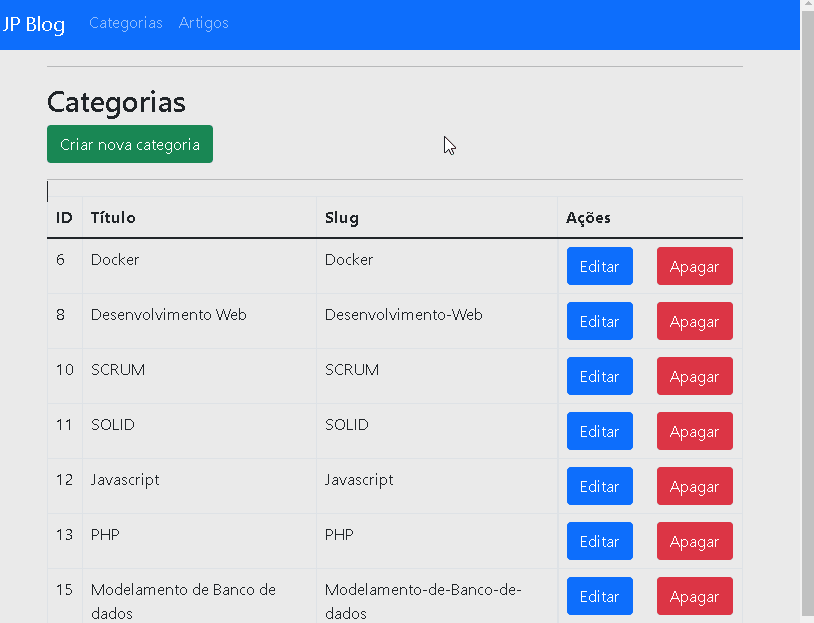 JP Blog Categorias Artigos
Categorias
Criar nova categoria
ID Título Slug Ações
6 Docker Docker Editar Apagar
8 Desenvolvimento Web Desenvolvimento-Web Editar Apagar
10 SCRUM SCRUM Editar Apagar
11 SOLID SOLID Editar Apagar
12 Javascript Javascript Editar Apagar
13 PHP PHP Editar Apagar
15 Modelamento de Banco de Modelamento-de-Banco-de- Editar Apagar
dados dados